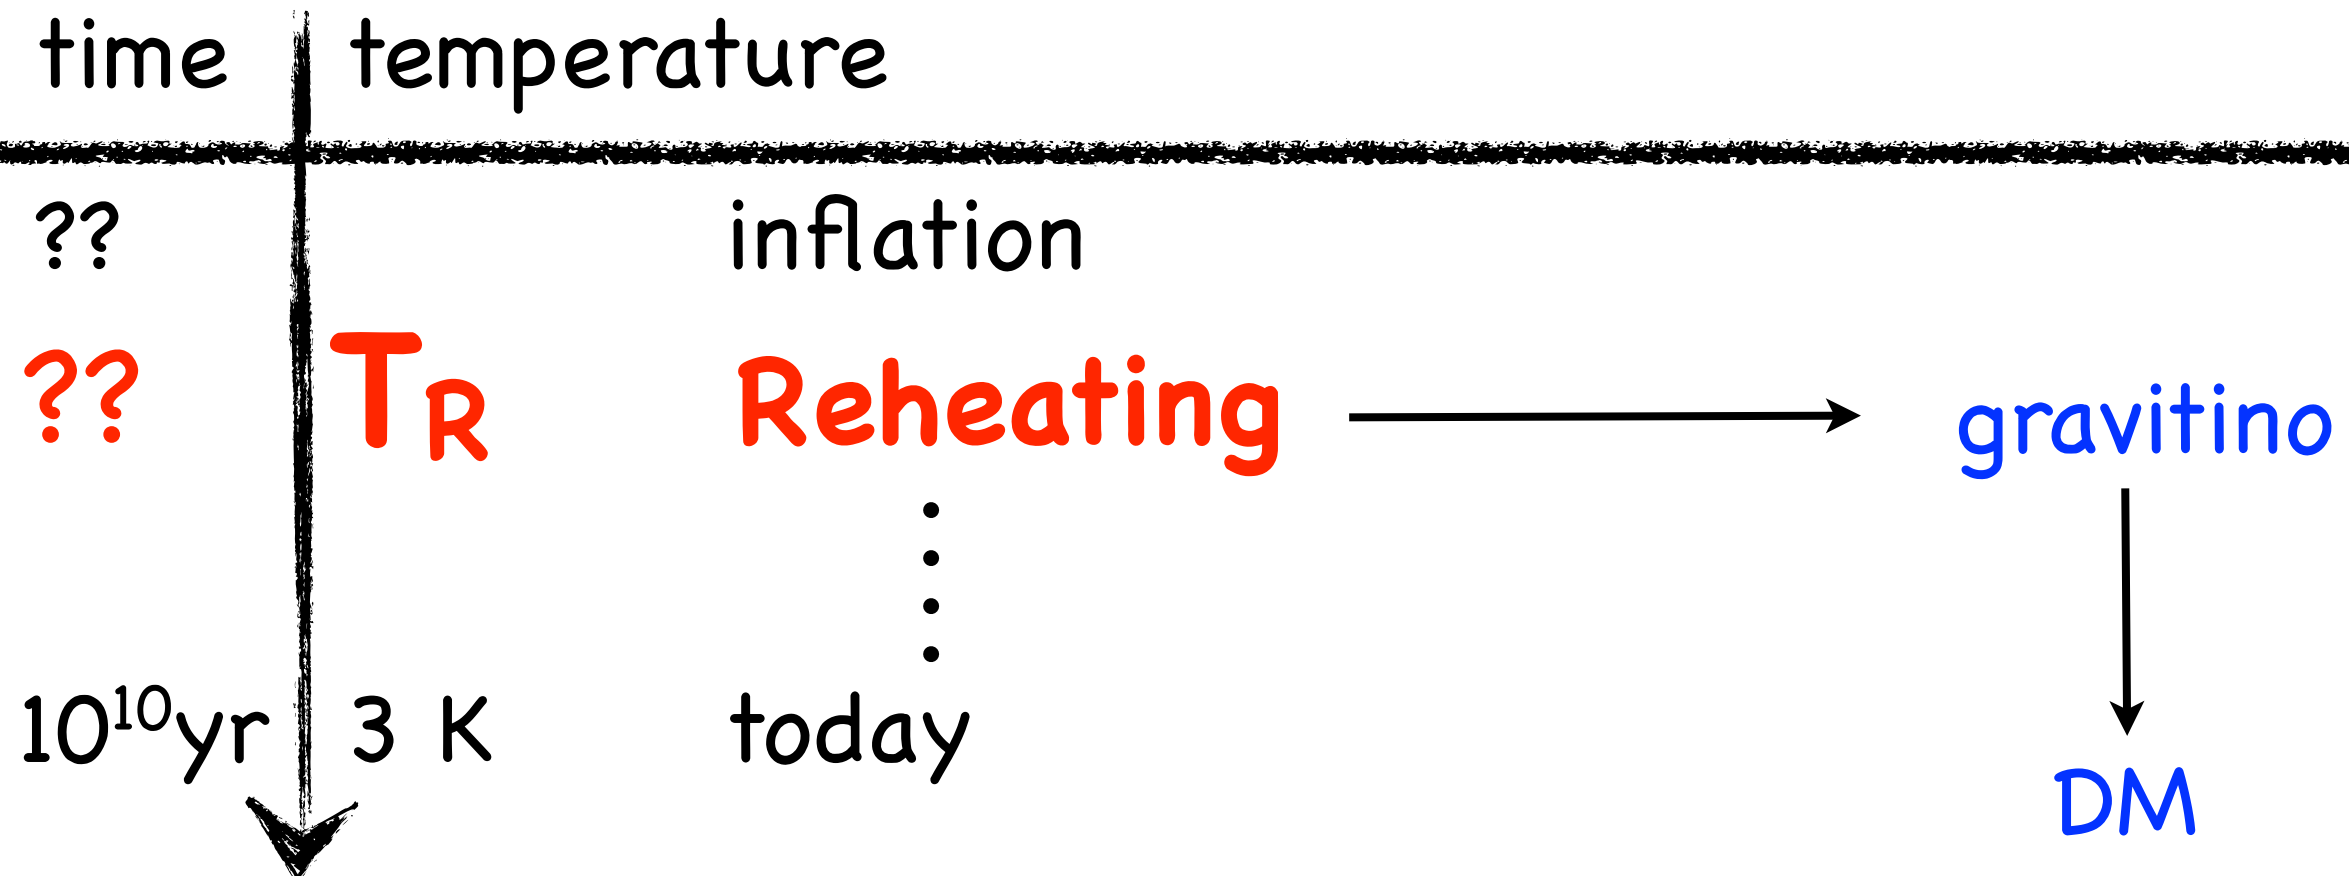 time temperature
?? inflation
?? TR Reheating gravitino
10¹⁰yr 3 K today
DM